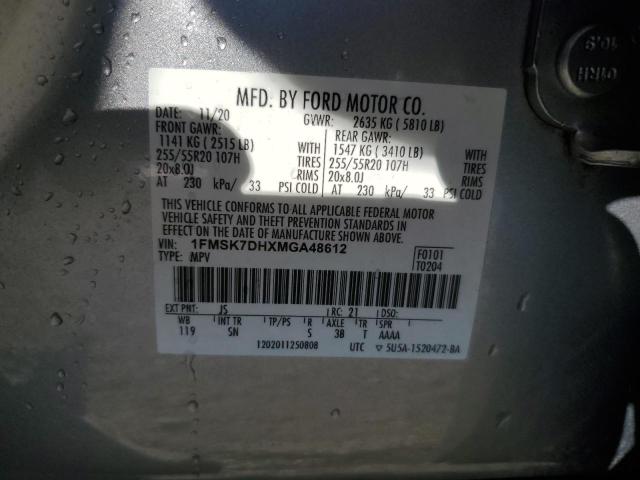 10.9
01RH
MFD. BY FORD MOTOR CO.
DATE: 11/20 GVWR: 2635 KG ( 5810 LB)
FRONT GAWR: REAR GAWR:
1141 KG ( 2515 LB) WITH 1547 KG ( 3410 LB) WITH
255/55R20 107H TIRES 255/55R20 107H TIRES
20x8.0J RIMS 20x8.0J RIMS
AT 230 kPa/ 33 PSI COLD AT 230 kPa/ 33 PSI COLD
THIS VEHICLE CONFORMS TO ALL APPLICABLE FEDERAL MOTOR
VEHICLE SAFETY AND THEFT PREVENTION STANDARDS IN
EFFECT ON THE DATE OF MANUFACTURE SHOWN ABOVE.
VIN: 1FMSK7DHXMGA48612 F0101
TYPE: MPV T0204
EXT PNT: JS RC: 21 DSO:
WB INT TR TP/PS R AXLE TR SPR
119 SN S 3B T AAAA
1202011250808 UTC ▽ 5U5A-1520472-BA